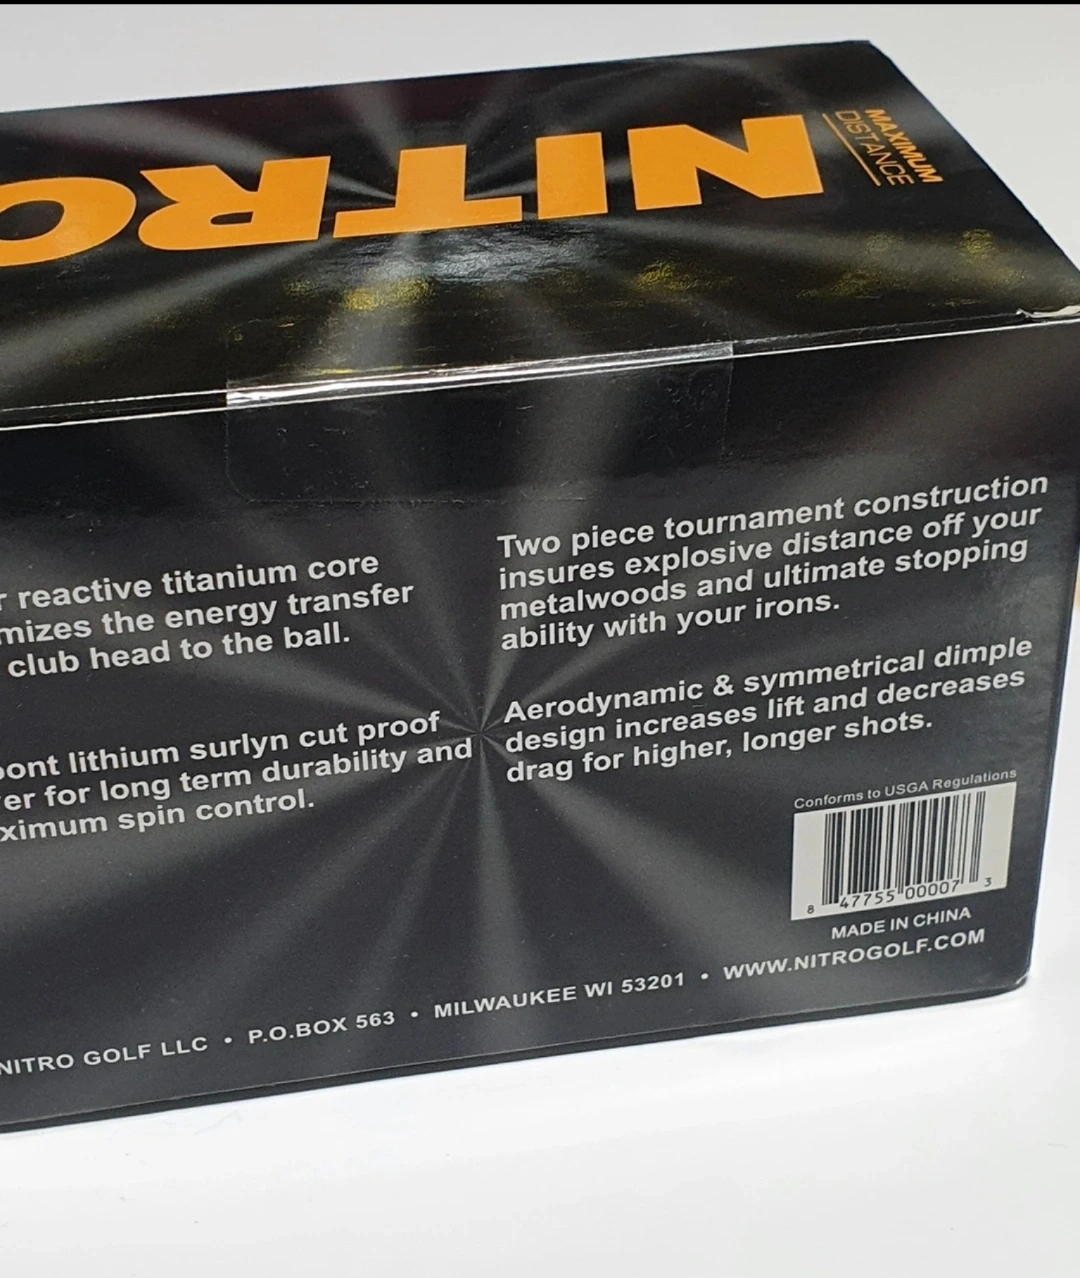 MAXIMUM
DISTANCE
NITRO
reactive titanium core
the energy transfer
club head to the ball.
lithium surlyn cut proof
for long term durability and
spin control.
Two piece tournament construction
insures explosive distance off your
metalwoods and ultimate stopping
ability with your irons.
Aerodynamic & symmetrical dimple
design increases lift and decreases
drag for higher, longer shots.
Conforms to USGA Regulations
8 47755 00007 3
MADE IN CHINA
NITRO GOLF LLC • P.O.BOX 563 • MILWAUKEE WI 53201 • WWW.NITROGOLF.COM